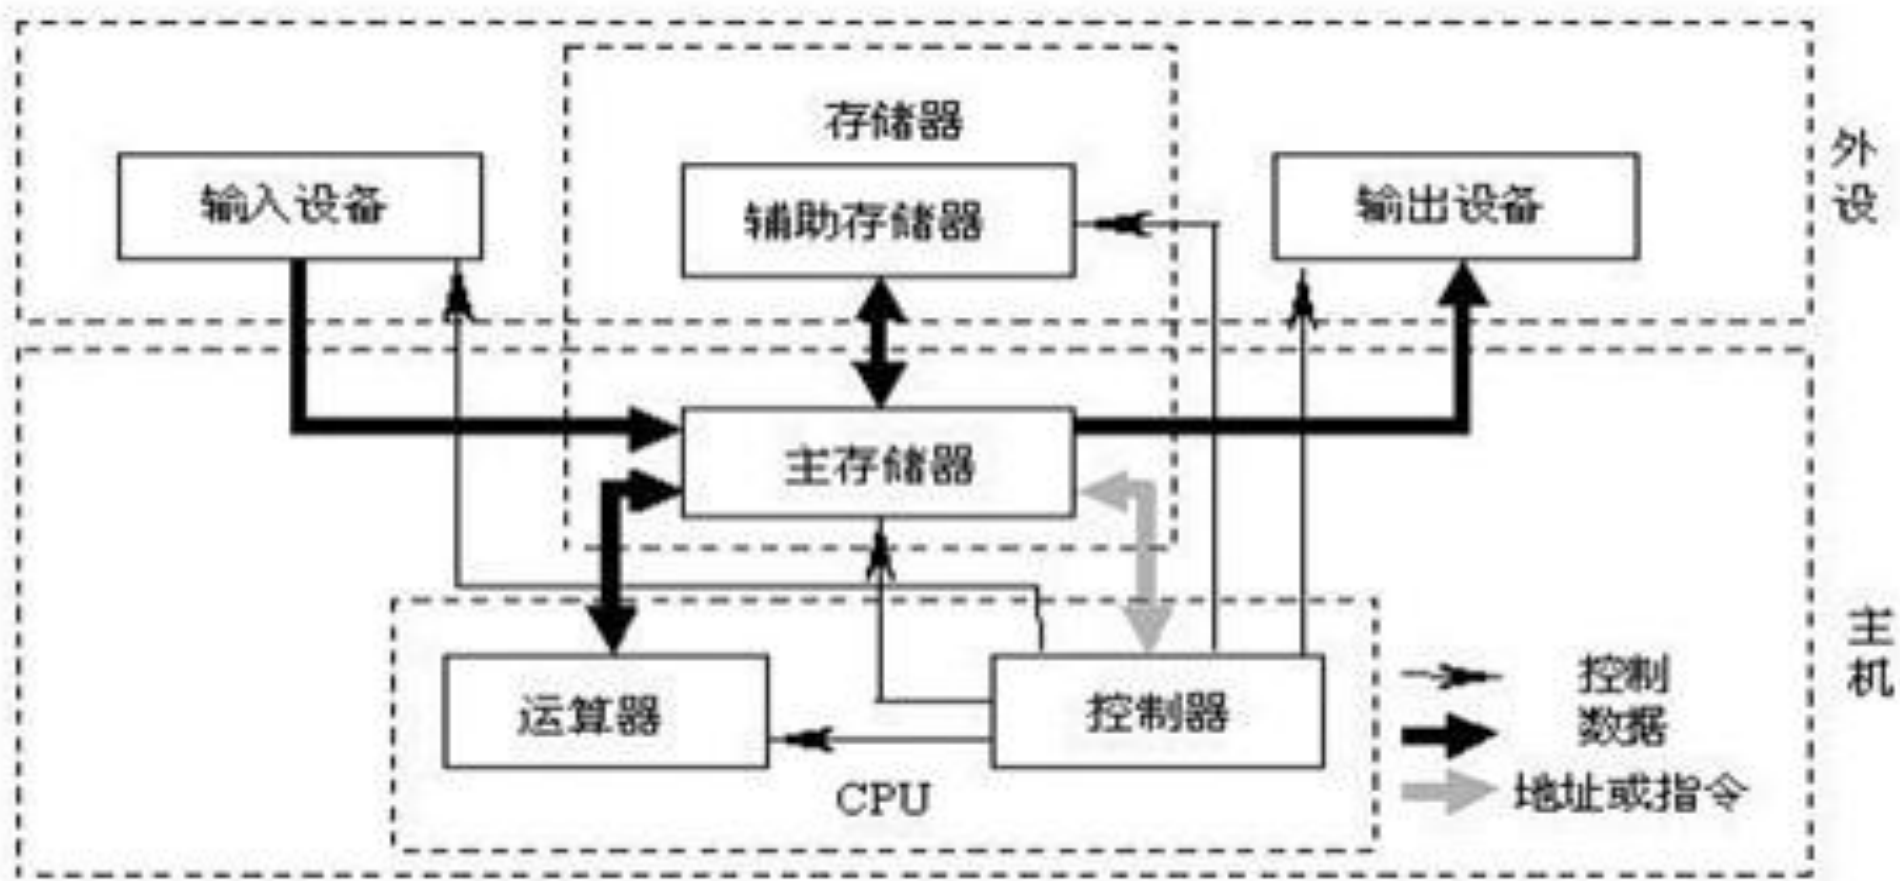 存储器
输入设备
辅助存储器
输出设备
外设
主存储器
运算器
控制器
CPU
控制
数据
地址或指令
主机